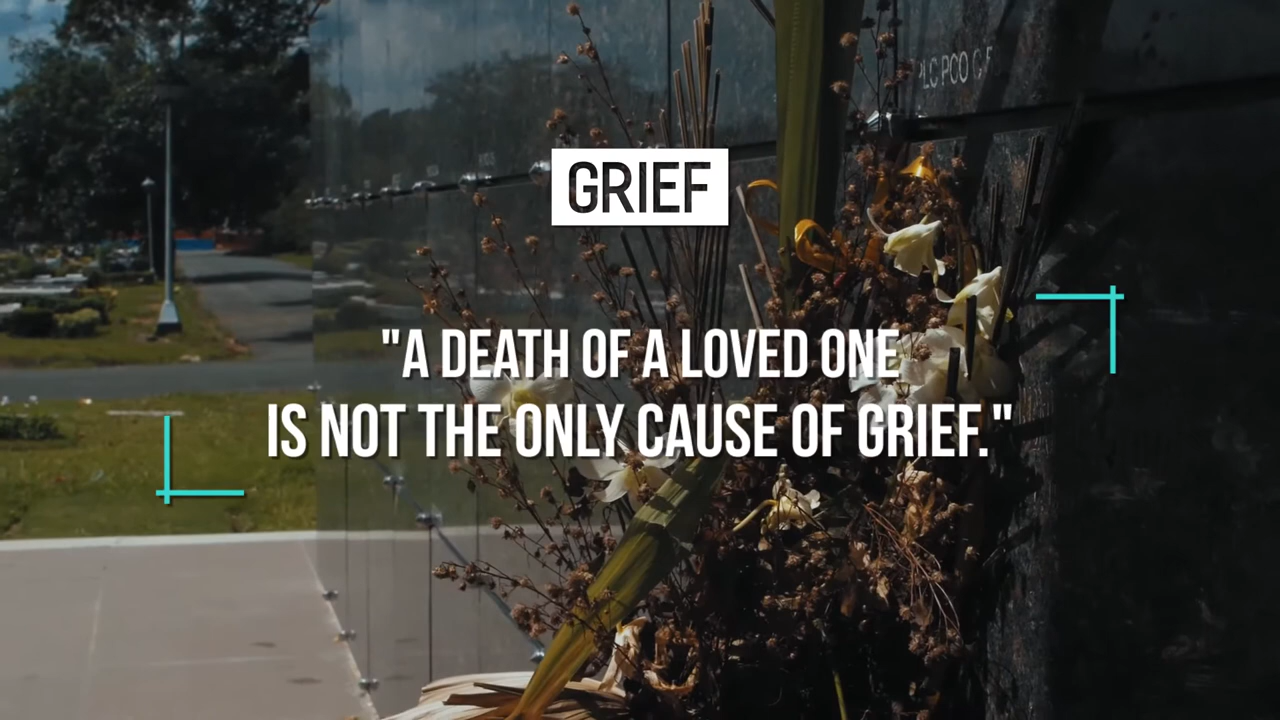 GRIEF
"A DEATH OF A LOVED ONE
IS NOT THE ONLY CAUSE OF GRIEF."